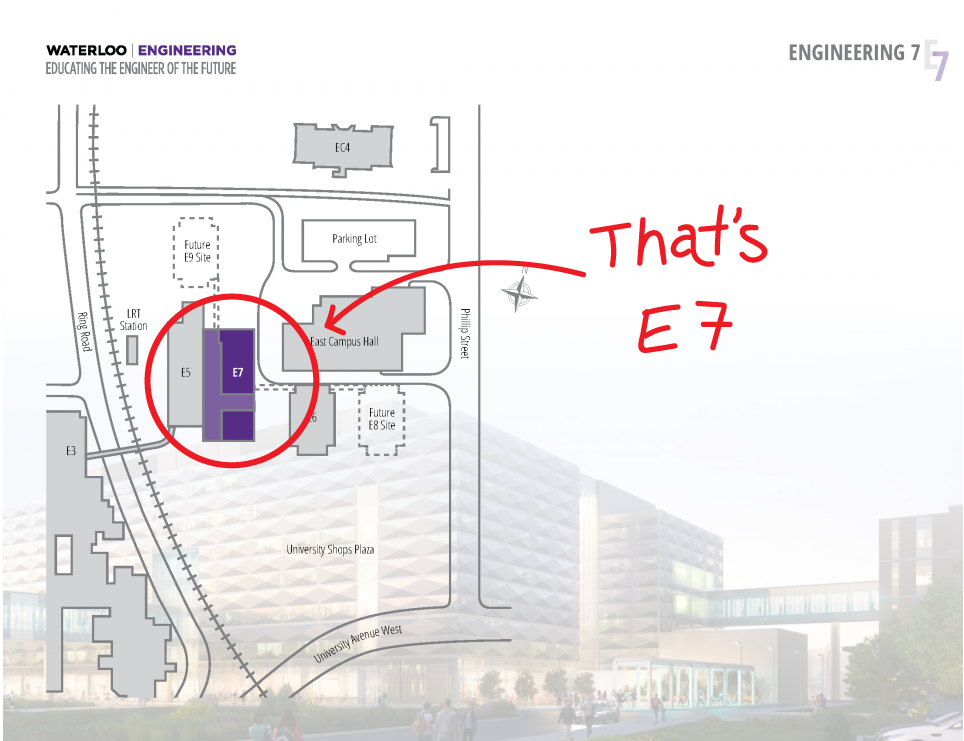 WATERLOO | ENGINEERING
EDUCATING THE ENGINEER OF THE FUTURE
ENGINEERING 7
E7
EC4
That's
E7
Parking Lot
Future
E9 Site
N
LRT
Station
Ring Road
Phillip Street
East Campus Hall
E5
E7
Future
E8 Site
E3
University Shops Plaza
University Avenue West